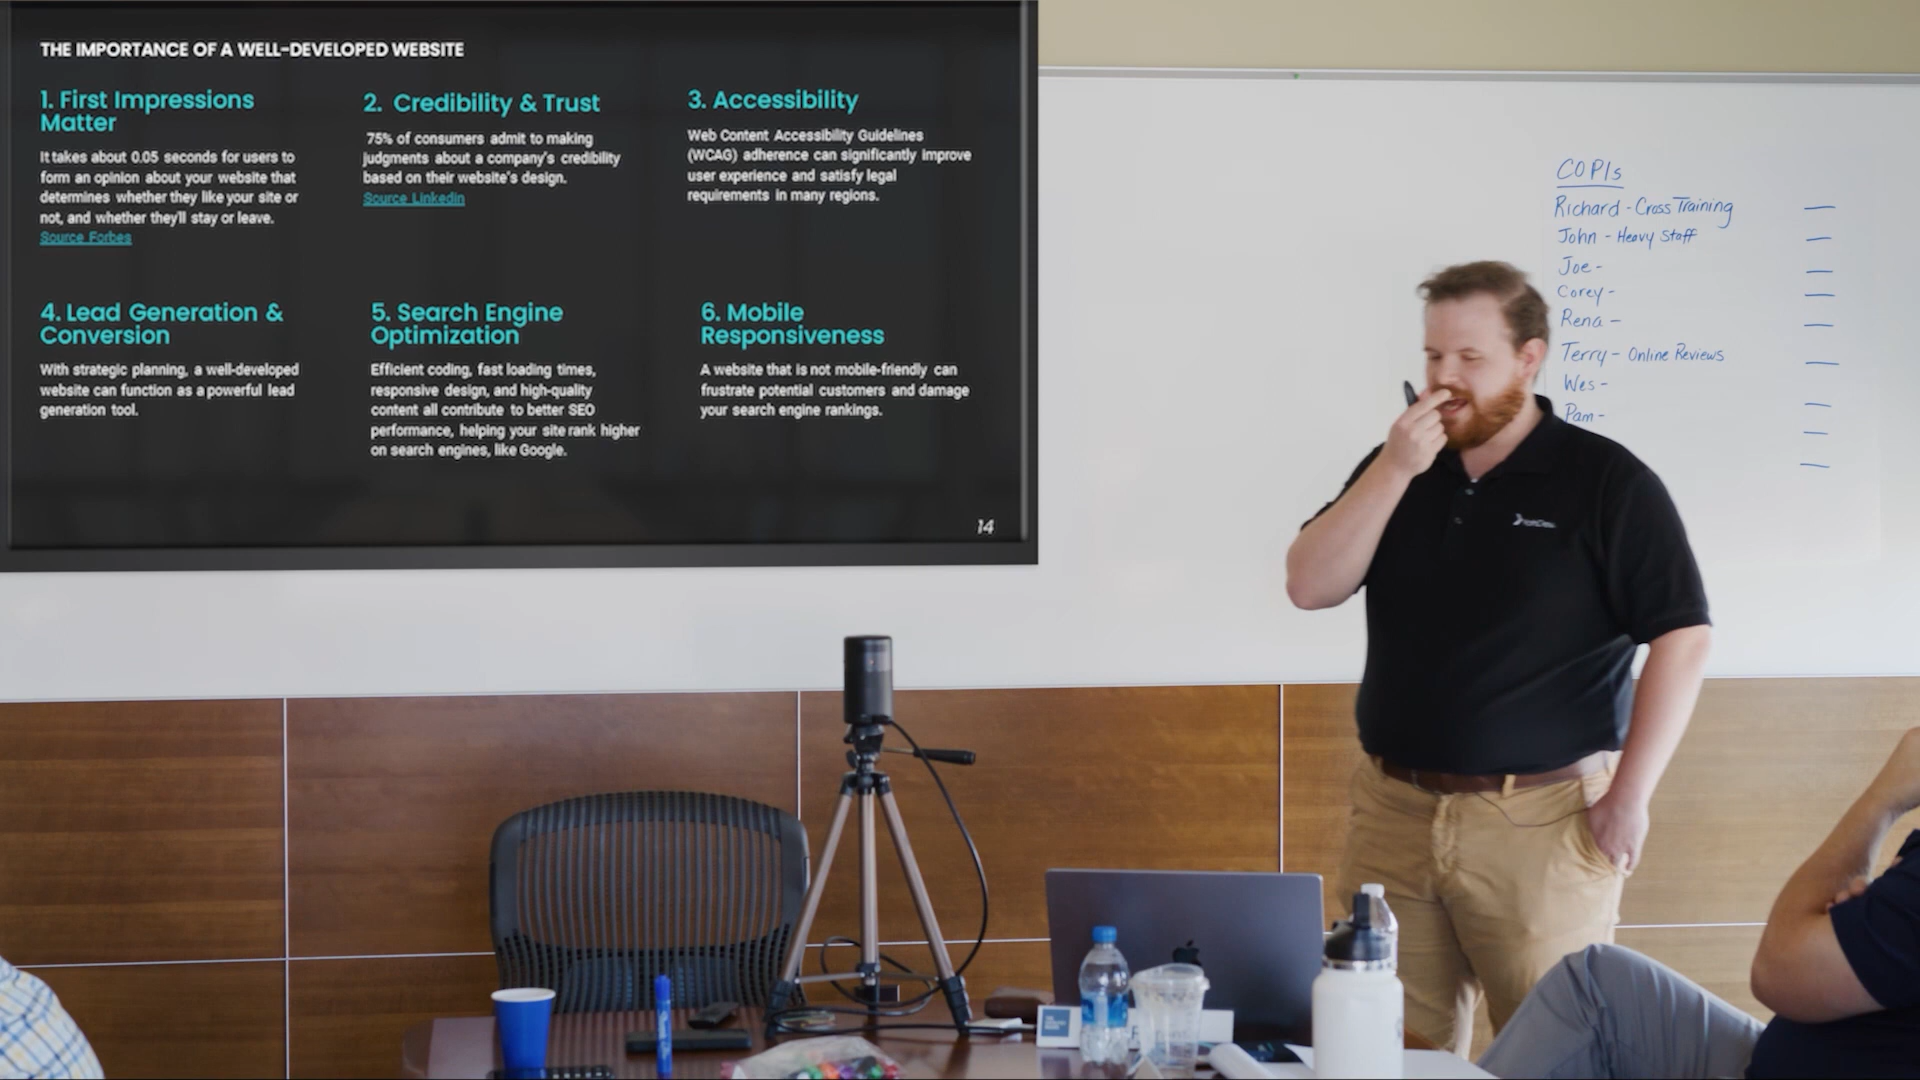 THE IMPORTANCE OF A WELL-DEVELOPED WEBSITE
1. First Impressions
Matter
It takes about 0.05 seconds for users to
form an opinion about your website that
determines whether they like your site or
not, and whether they'll stay or leave.
Source Forbes
2. Credibility & Trust
75% of consumers admit to making
judgments about a company's credibility
based on their website's design.
Source Linkedin
3. Accessibility
Web Content Accessibility Guidelines
(WCAG) adherence can significantly improve
user experience and satisfy legal
requirements in many regions.
4. Lead Generation &
Conversion
With strategic planning, a well-developed
website can function as a powerful lead
generation tool.
5. Search Engine
Optimization
Efficient coding, fast loading times,
responsive design, and high-quality
content all contribute to better SEO
performance, helping your site rank higher
on search engines, like Google.
6. Mobile
Responsiveness
A website that is not mobile-friendly can
frustrate potential customers and damage
your search engine rankings.
14
COPIs
Richard - Cross Training
John - Heavy Staff
Joe -
Corey -
Rena -
Terry - Online Reviews
Wes -
Pam -